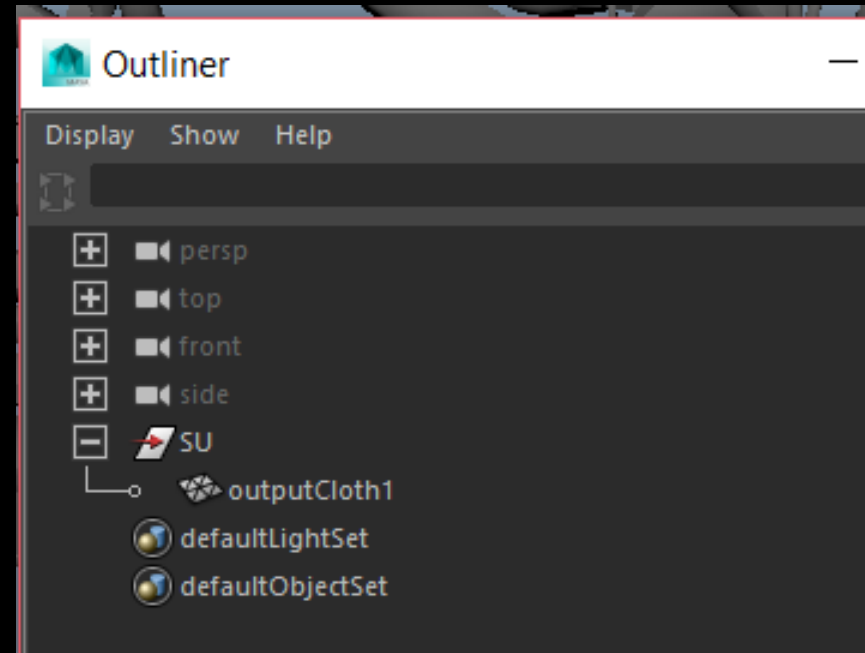 Outliner
Display Show Help
persp
top
front
side
SU
outputCloth1
defaultLightSet
defaultObjectSet